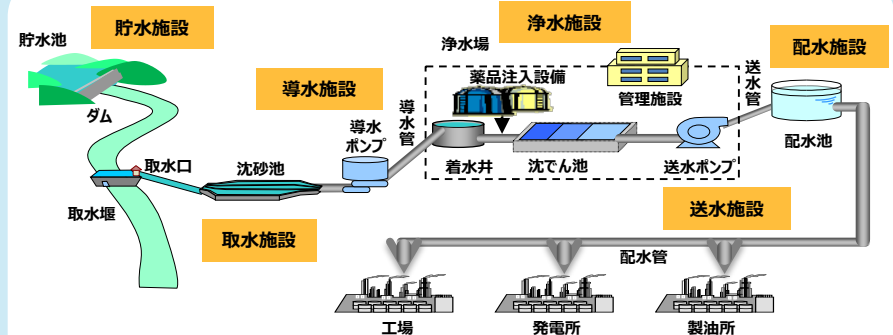 貯水池
貯水施設
ダム
取水口
取水堰
沈砂池
取水施設
導水施設
導水
ポンプ
導水管
浄水場
浄水施設
薬品注入設備
管理施設
着水井
沈でん池
送水ポンプ
送水管
配水施設
配水池
送水施設
配水管
工場
発電所
製油所